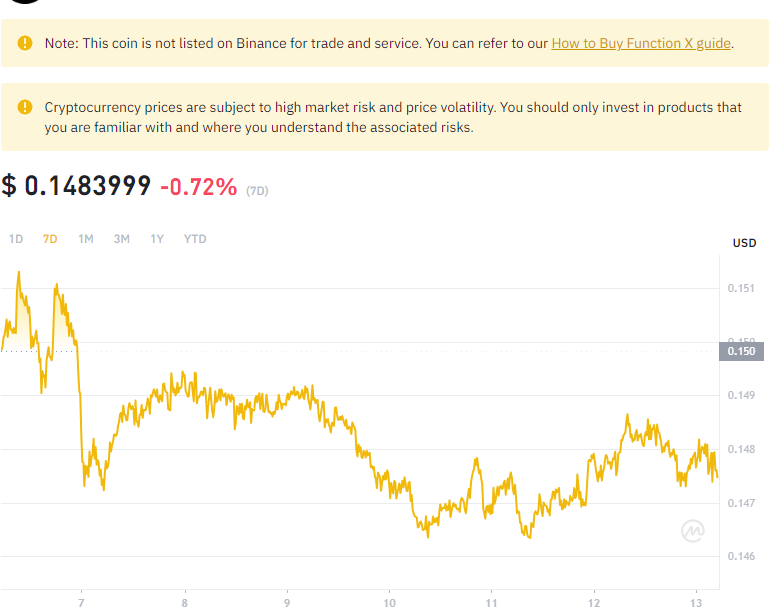 Note: This coin is not listed on Binance for trade and service. You can refer to our How to Buy Function X guide.
Cryptocurrency prices are subject to high market risk and price volatility. You should only invest in products that
you are familiar with and where you understand the associated risks.
$ 0.1483999 -0.72% (7D)
1D 7D 1M 3M 1Y YTD
USD
0.151
0.150
0.150
0.149
0.148
0.147
0.146
7 8 9 10 11 12 13